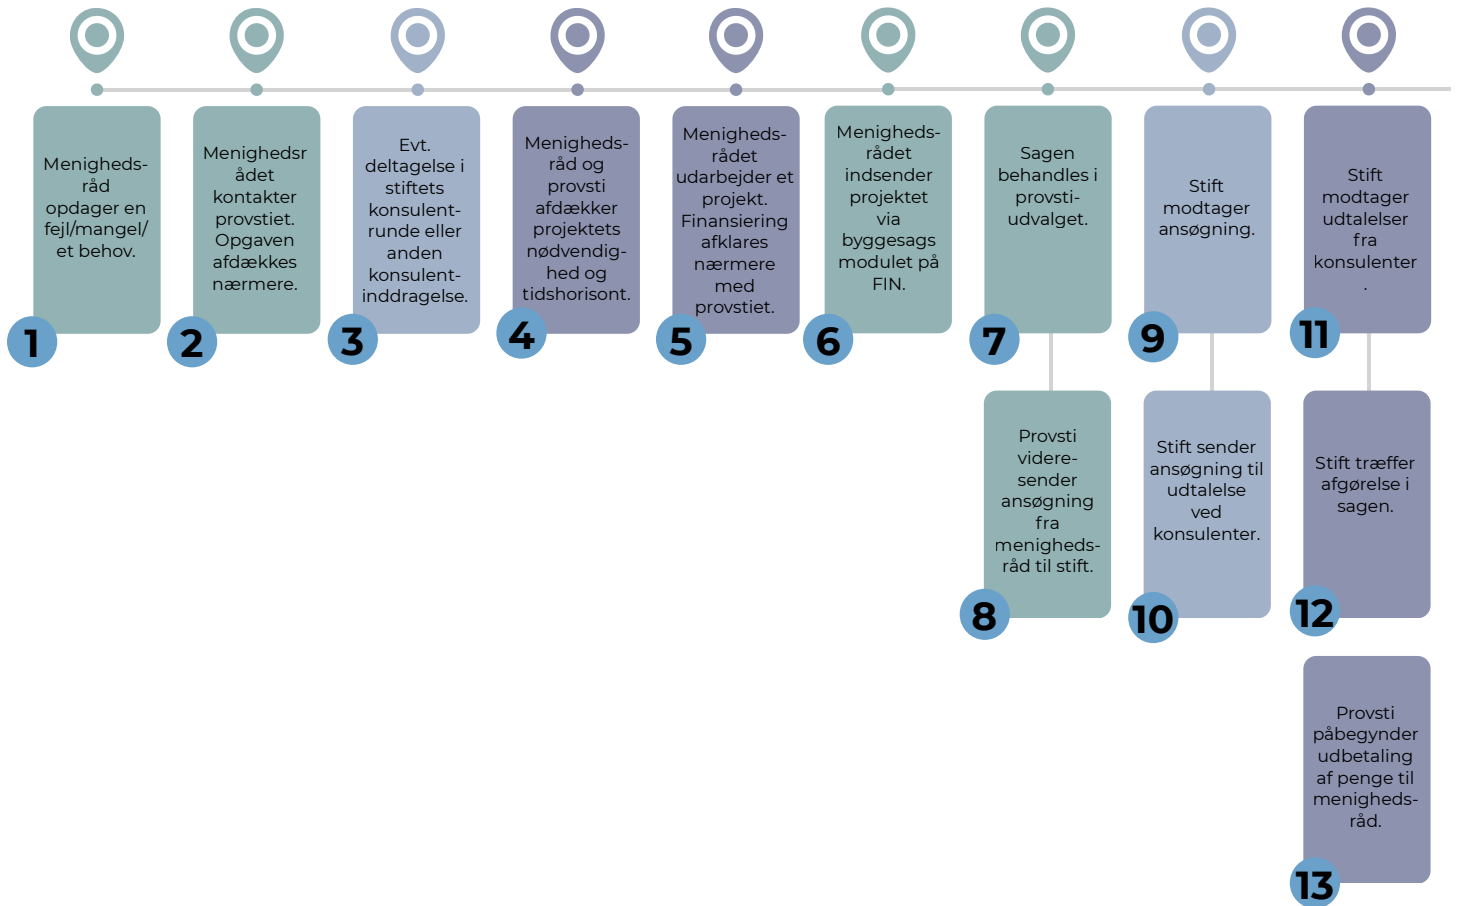 Menigheds-
råd
opdager en
fejl/mangel/
et behov.
1
Menighedsr
ådet
kontakter
provstiet.
Opgaven
afdækkes
nærmere.
2
Evt.
deltagelse i
stiftets
konsulent-
runde eller
anden
konsulent-
inddragelse.
3
Menigheds-
råd og
provsti
afdækker
projektets
nødvendig-
hed og
tidshorisont.
4
Menigheds-
rådet
udarbejder et
projekt.
Finansiering
afklares
nærmere
med
provstiet.
5
Menigheds-
rådet
indsender
projektet
via
byggesags
modulet på
FIN.
6
Sagen
behandles i
provsti-
udvalget.
7
Provsti
videre-
sender
ansøgning
fra
menigheds-
råd til stift.
8
Stift
modtager
ansøgning.
9
Stift sender
ansøgning til
udtalelse
ved
konsulenter.
10
Stift
modtager
udtalelser
fra
konsulenter
.
11
Stift træffer
afgørelse i
sagen.
12
Provsti
påbegynder
udbetaling
af penge til
menigheds-
råd.
13